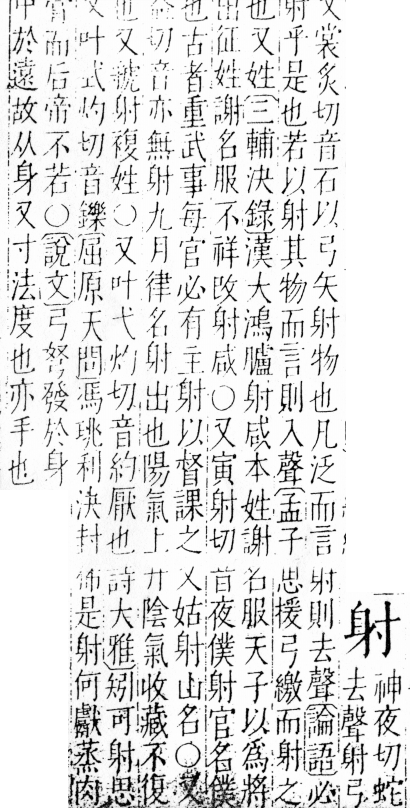 射
神夜切蛇
去聲射弓
又裳炙切音石以弓矢射物也凡泛而言射則去聲論語必
射乎是也若以射其物而言則入聲孟子思援弓繳而射之
也又姓三輔決錄漢大鴻臚射咸本姓謝名服天子以爲將
出征姓謝名服不祥改射咸○又寅射切音夜僕射官名僕
也古者重武事每官必有主射以督課之又姑射山名○又
益切音亦無射九月律名射出也陽氣上升陰氣收藏不復
也又虢射複姓○又叶弋灼切音約厭也詩大雅矧可射思
又叶式灼切音鑠屈原天問馮珧利決封狶是射何獻蒸肉
膏而后帝不若○說文弓弩發於身
中於遠故从身又寸法度也亦手也